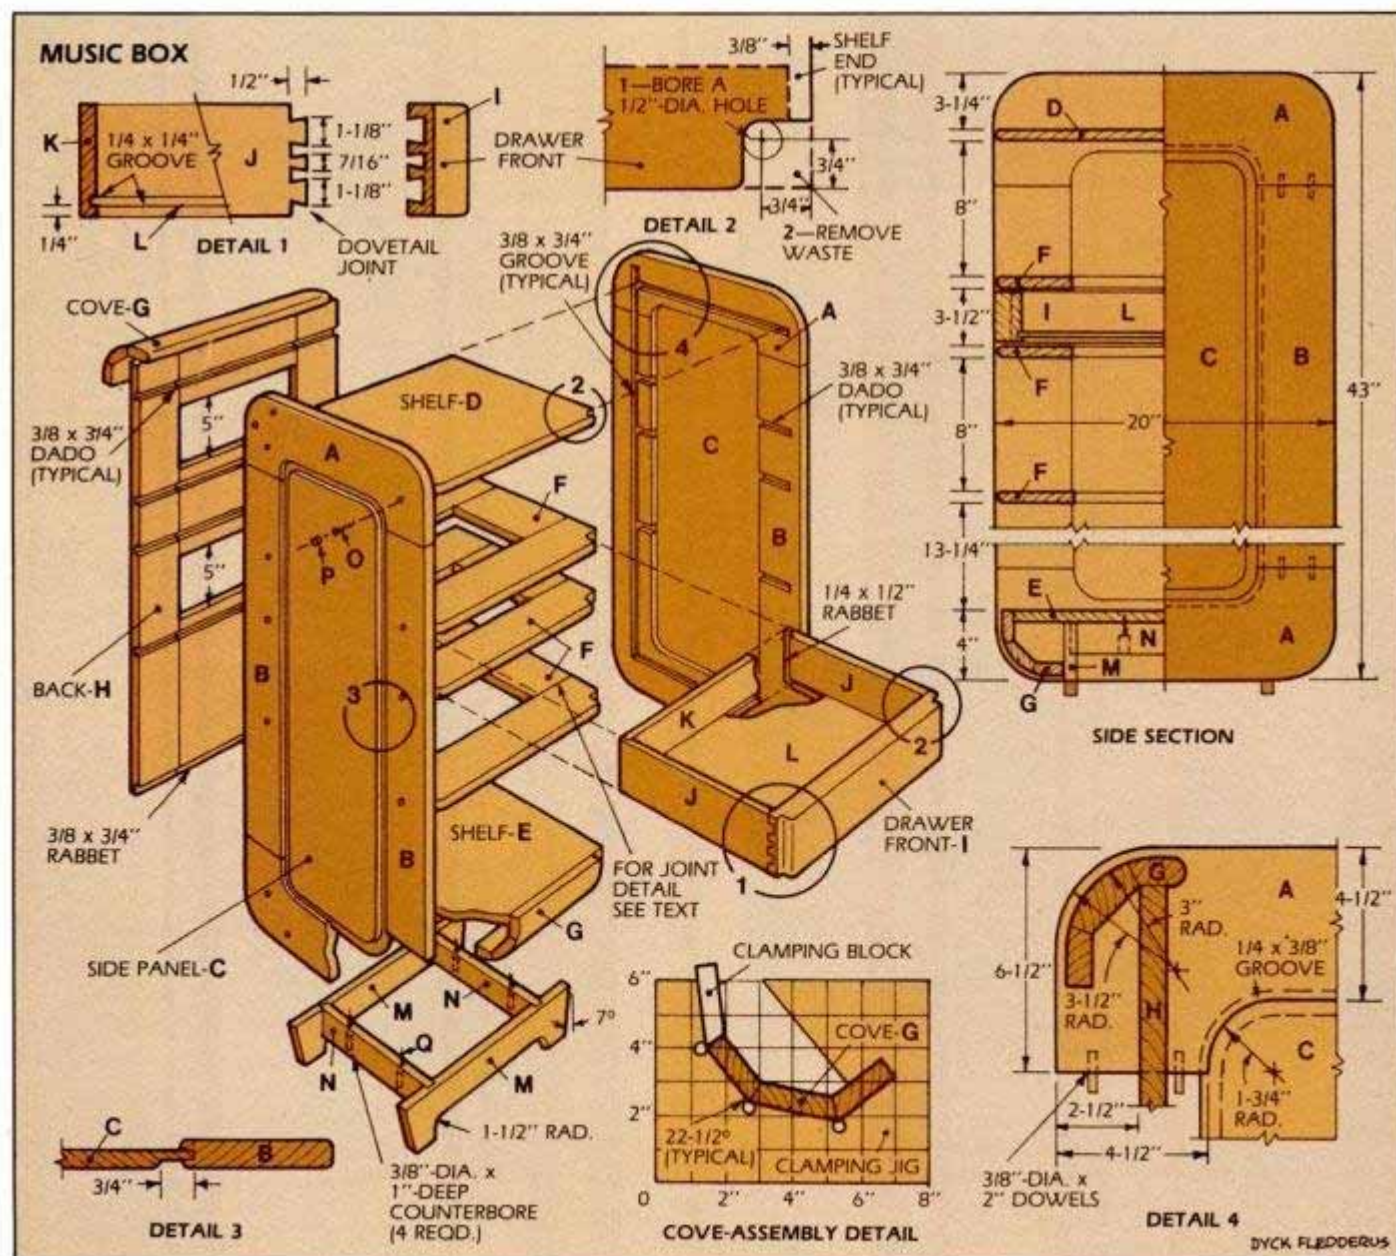 MUSIC BOX
1/2"
K
1/4 x 1/4"
GROOVE
J
1-1/8"
7/16"
1-1/8"
I
DRAWER
FRONT
1/4"
L
DETAIL 1
DOVETAIL
JOINT
3/8"
SHELF
END
(TYPICAL)
1—BORE A
1/2"-DIA. HOLE
3/4"
3/4"
DETAIL 2
2—REMOVE
WASTE
3-1/4"
D
A
8"
F
3-1/2"
I
L
F
C
B
43"
20"
8"
F
13-1/4"
E
N
4"
M
A
G
SIDE SECTION
COVE-G
3/8 x 3/4"
GROOVE
(TYPICAL)
4
A
SHELF-D
2
3/8 x 3/4"
DADO
(TYPICAL)
5"
3/8 x 3/4"
DADO
(TYPICAL)
A
C
F
O
P
B
5"
1/4 x 1/2"
RABBET
F
BACK-H
B
3
J
K
2
L
J
3/8 x 3/4"
RABBET
SHELF-E
B
DRAWER
FRONT-I
FOR JOINT
DETAIL
SEE TEXT
1
G
SIDE PANEL-C
M
N
7°
Q
N
M
1-1/2" RAD.
3/8"-DIA. x
1"-DEEP
COUNTERBORE
(4 REQD.)
C
B
3/4"
DETAIL 3
CLAMPING BLOCK
6"
4"
2"
COVE-G
22-1/2°
(TYPICAL)
CLAMPING JIG
0
2"
4"
6"
8"
COVE-ASSEMBLY DETAIL
G
A
4-1/2"
3"
RAD.
6-1/2"
1/4 x 3/8"
GROOVE
3-1/2"
RAD.
H
C
1-3/4"
RAD.
2-1/2"
4-1/2"
3/8"-DIA. x
2" DOWELS
DETAIL 4
DYCK FLEDDERUS